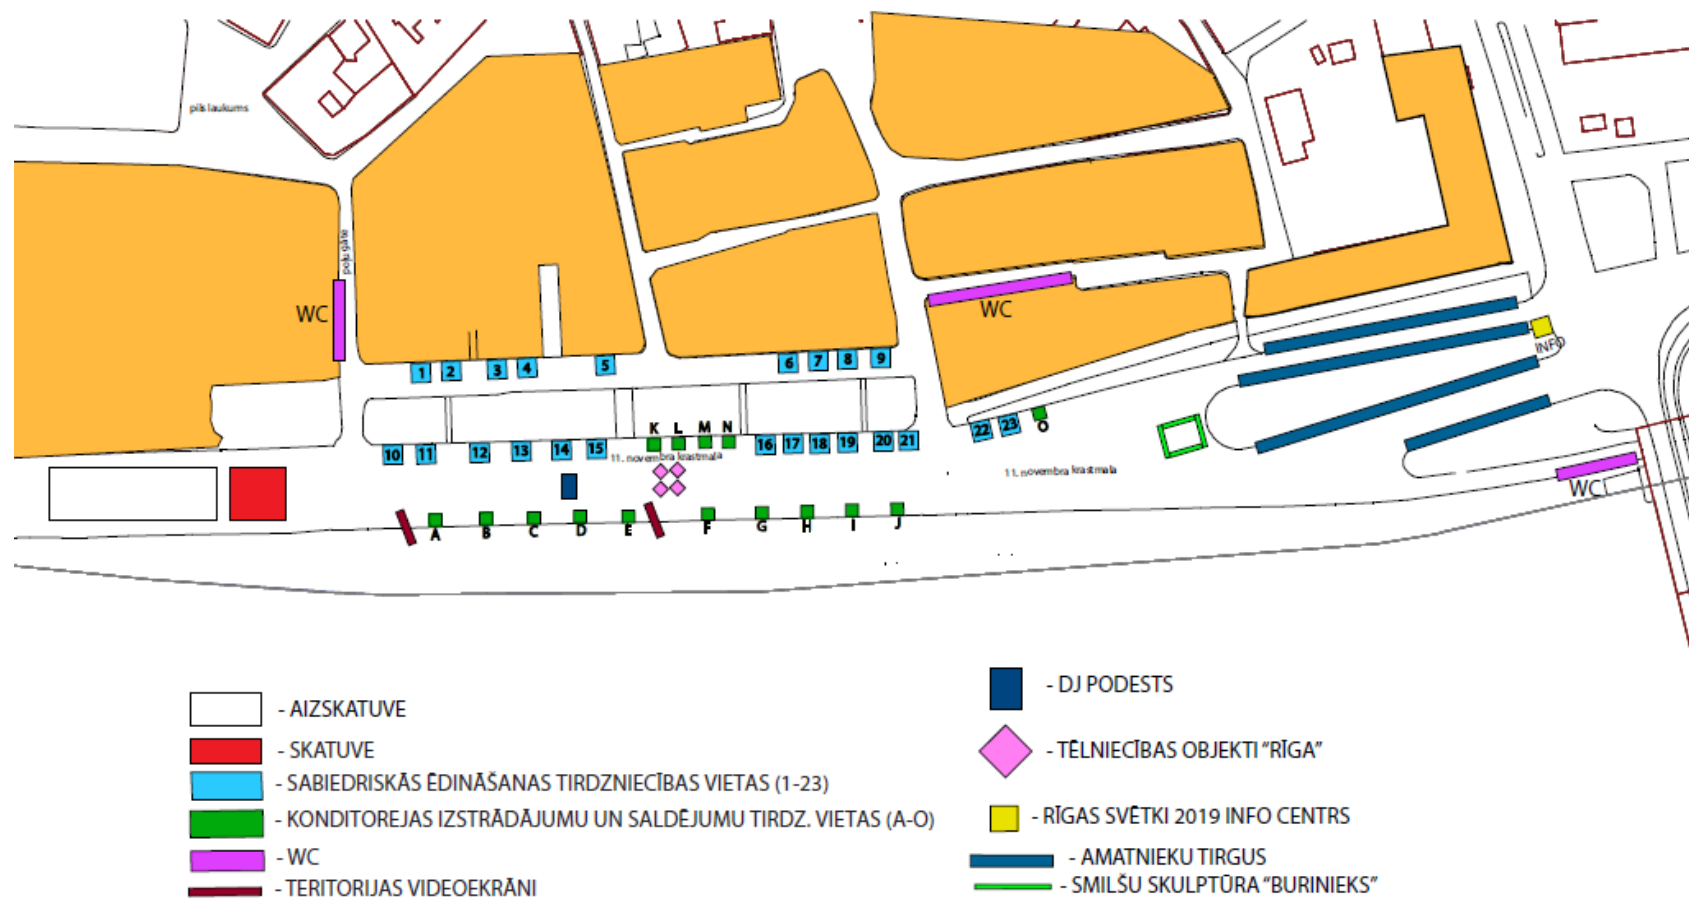 pils laukums
poļu gāte
WC
WC
INFO
1 2 3 4 5 6 7 8 9
K L M N
22 23 O
10 11 12 13 14 15 16 17 18 19 20 21
11. novembra krastmala
11. novembra krastmala
WC
A B C D E F G H I J
- AIZSKATUVE
- SKATUVE
- SABIEDRISKĀS ĒDINĀŠANAS TIRDZNIECĪBAS VIETAS (1-23)
- KONDITOREJAS IZSTRĀDĀJUMU UN SALDĒJUMU TIRDZ. VIETAS (A-O)
- WC
- TERITORIJAS VIDEOEKRĀNI
- DJ PODESTS
- TĒLNIECĪBAS OBJEKTI “RĪGA”
- RĪGAS SVĒTKI 2019 INFO CENTRS
- AMATNIEKU TIRGUS
- SMILŠU SKULPTŪRA “BURINIEKS”